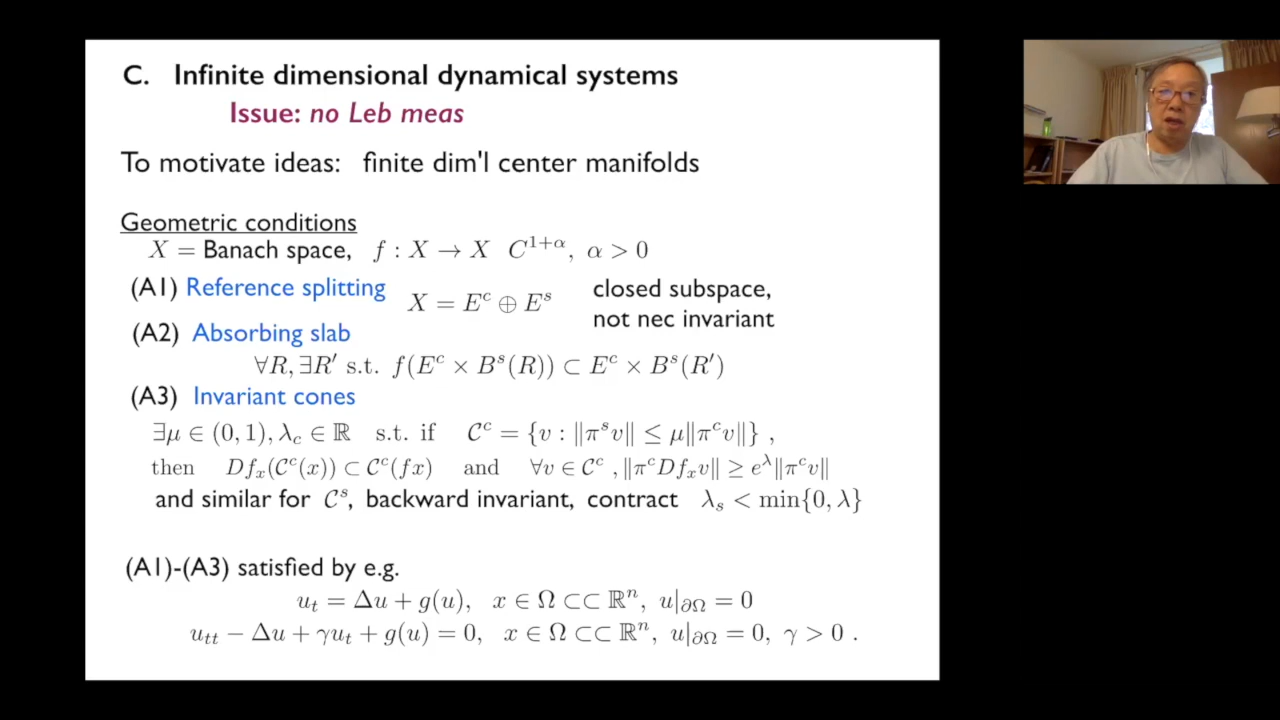 C. Infinite dimensional dynamical systems
Issue: no Leb meas
To motivate ideas: finite dim'l center manifolds
Geometric conditions
X = Banach space, f : X → X C^{1+α}, α > 0
(A1) Reference splitting X = E^c ⊕ E^s closed subspace, not nec invariant
(A2) Absorbing slab
∀R, ∃R′ s.t. f(E^c × B^s(R)) ⊂ E^c × B^s(R′)
(A3) Invariant cones
∃μ ∈ (0, 1), λ_c ∈ ℝ s.t. if 𝒞^c = {v : ‖π^s v‖ ≤ μ‖π^c v‖} ,
then Df_x(𝒞^c(x)) ⊂ 𝒞^c(fx) and ∀v ∈ 𝒞^c , ‖π^c Df_x v‖ ≥ e^λ‖π^c v‖
and similar for 𝒞^s, backward invariant, contract λ_s < min{0, λ}
(A1)-(A3) satisfied by e.g.
u_t = Δu + g(u), x ∈ Ω ⊂⊂ ℝ^n, u|_{∂Ω} = 0
u_{tt} − Δu + γu_t + g(u) = 0, x ∈ Ω ⊂⊂ ℝ^n, u|_{∂Ω} = 0, γ > 0 .